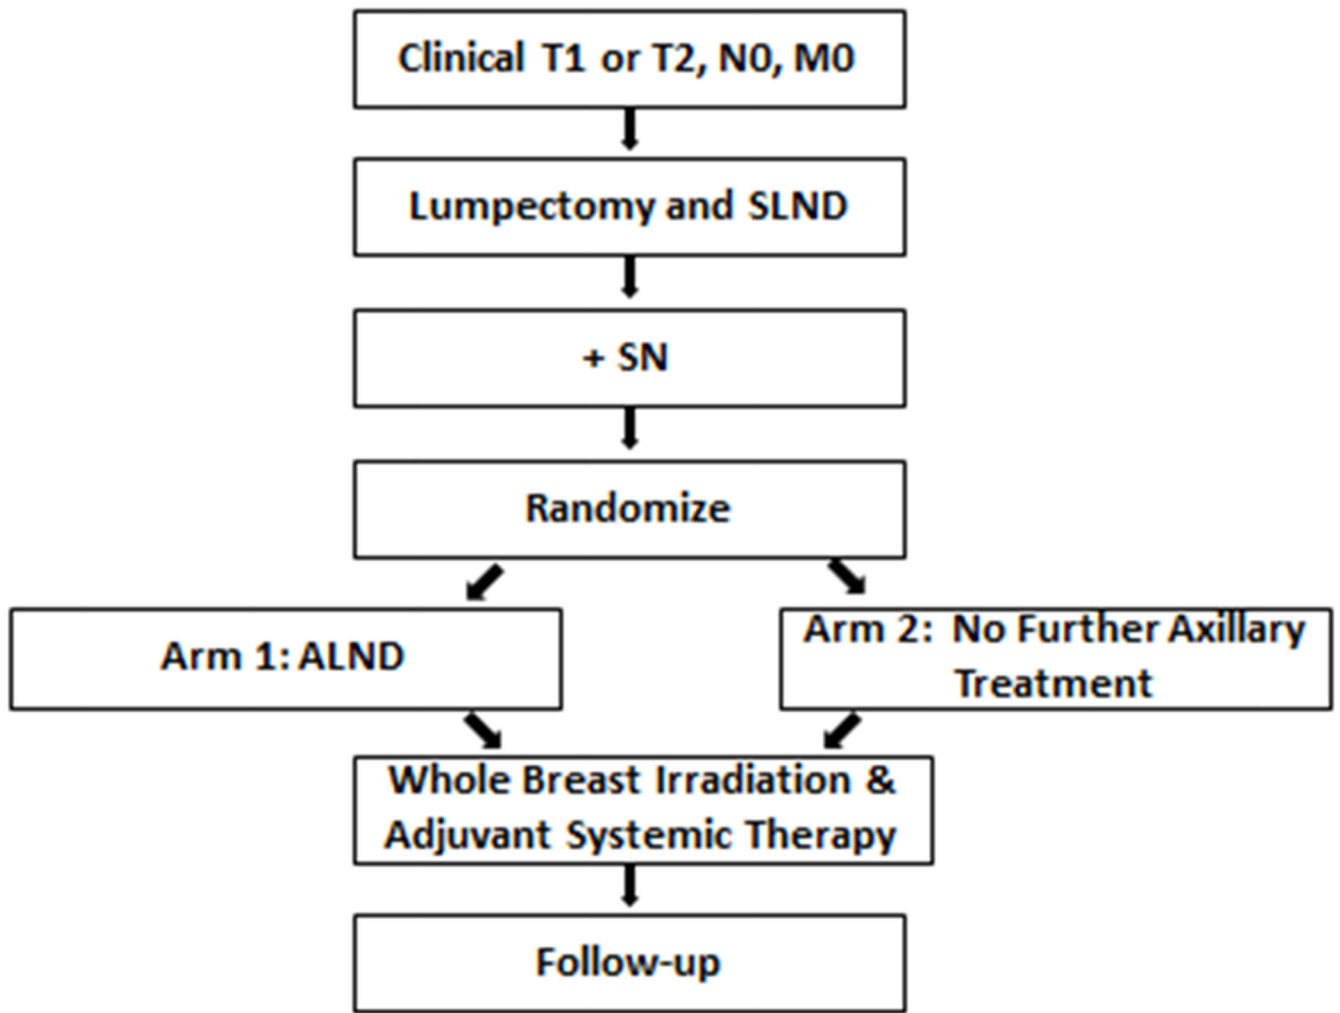 Clinical T1 or T2, N0, M0
Lumpectomy and SLND
+ SN
Randomize
Arm 1: ALND
Arm 2: No Further Axillary
Treatment
Whole Breast Irradiation &
Adjuvant Systemic Therapy
Follow-up